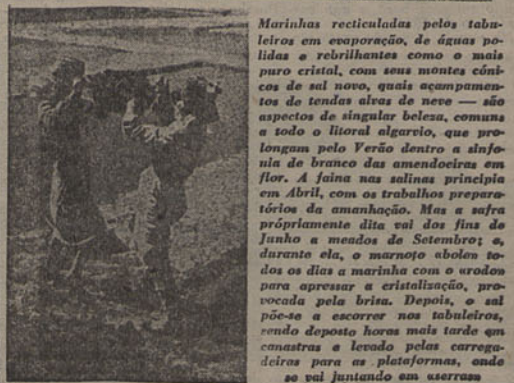 Marinhas recticuladas pelos tabu-
leiros em evaporação, de águas po-
lidas e rebrilhantes como o mais
puro cristal, com seus montes cóni-
cos de sal novo, quais acampamen-
tos de tendas alvas de neve — são
aspectos de singular beleza, comuns
a todo o litoral algarvio, que pro-
longam pelo Verão dentro a sinfo-
nia de branco das amendoeiras em
flor. A faina nas salinas principia
em Abril, com os trabalhos prepara-
tórios da amanhação. Mas a safra
pròpriamente dita vai dos fins de
Junho a meados de Setembro; e,
durante ela, o marnoto abolen to-
dos os dias a marinha com o urodon
para apressar a cristalização, pro-
vocada pela brisa. Depois, o sal
põe-se a escorrer nos tabuleiros,
sendo deposto horas mais tarde em
canastras e levado pelas carrega-
deiras para as plataformas, onde
se vai juntando em